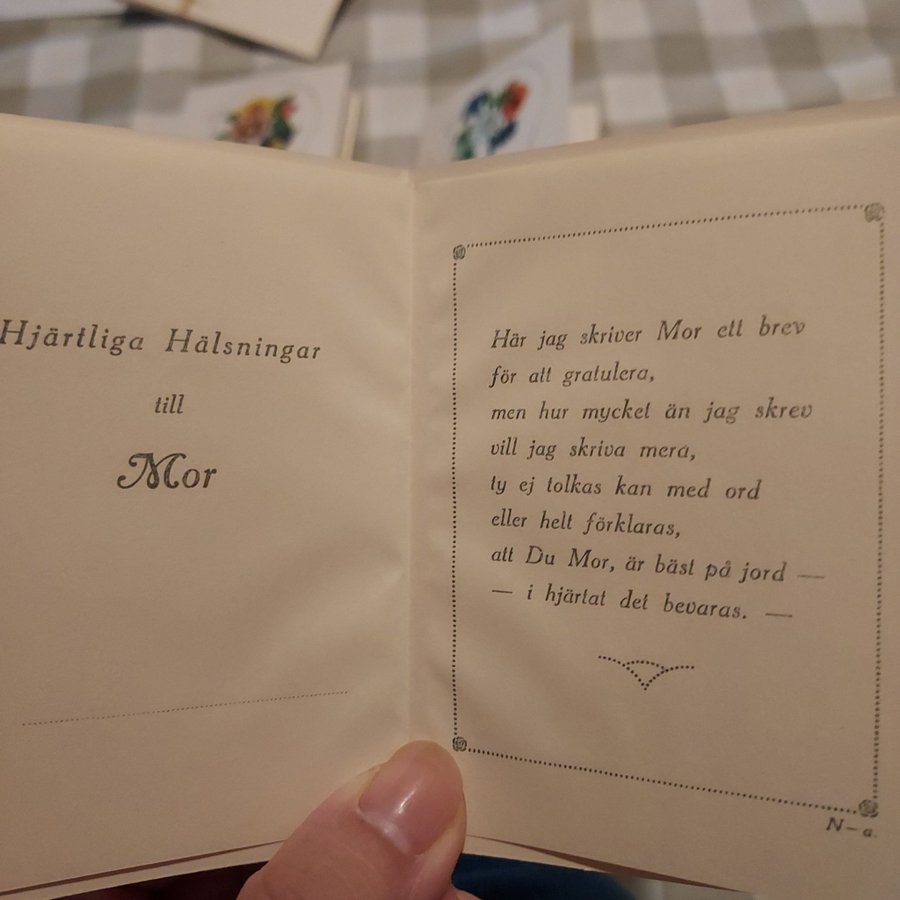 Hjärtliga Hälsningar
till
Mor
Här jag skriver Mor ett brev
för att gratulera,
men hur mycket än jag skrev
vill jag skriva mera,
ty ej tolkas kan med ord
eller helt förklaras,
att Du Mor, är bäst på jord —
— i hjärtat det bevaras. —
N–a.